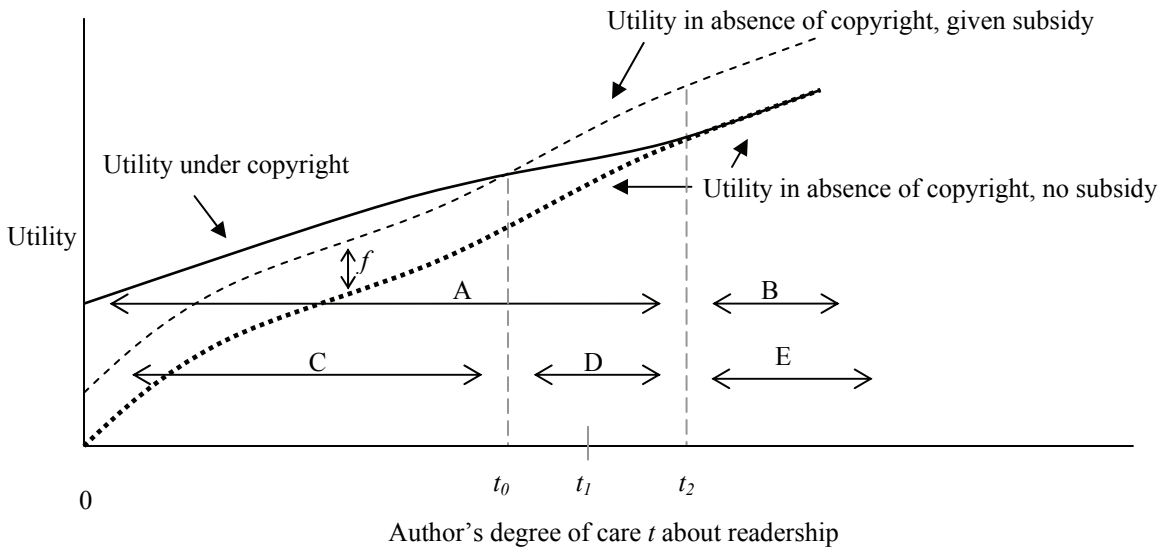 Utility in absence of copyright, given subsidy
Utility under copyright
Utility in absence of copyright, no subsidy
Utility
f
A
B
C
D
E
0
t0
t1
t2
Author's degree of care t about readership